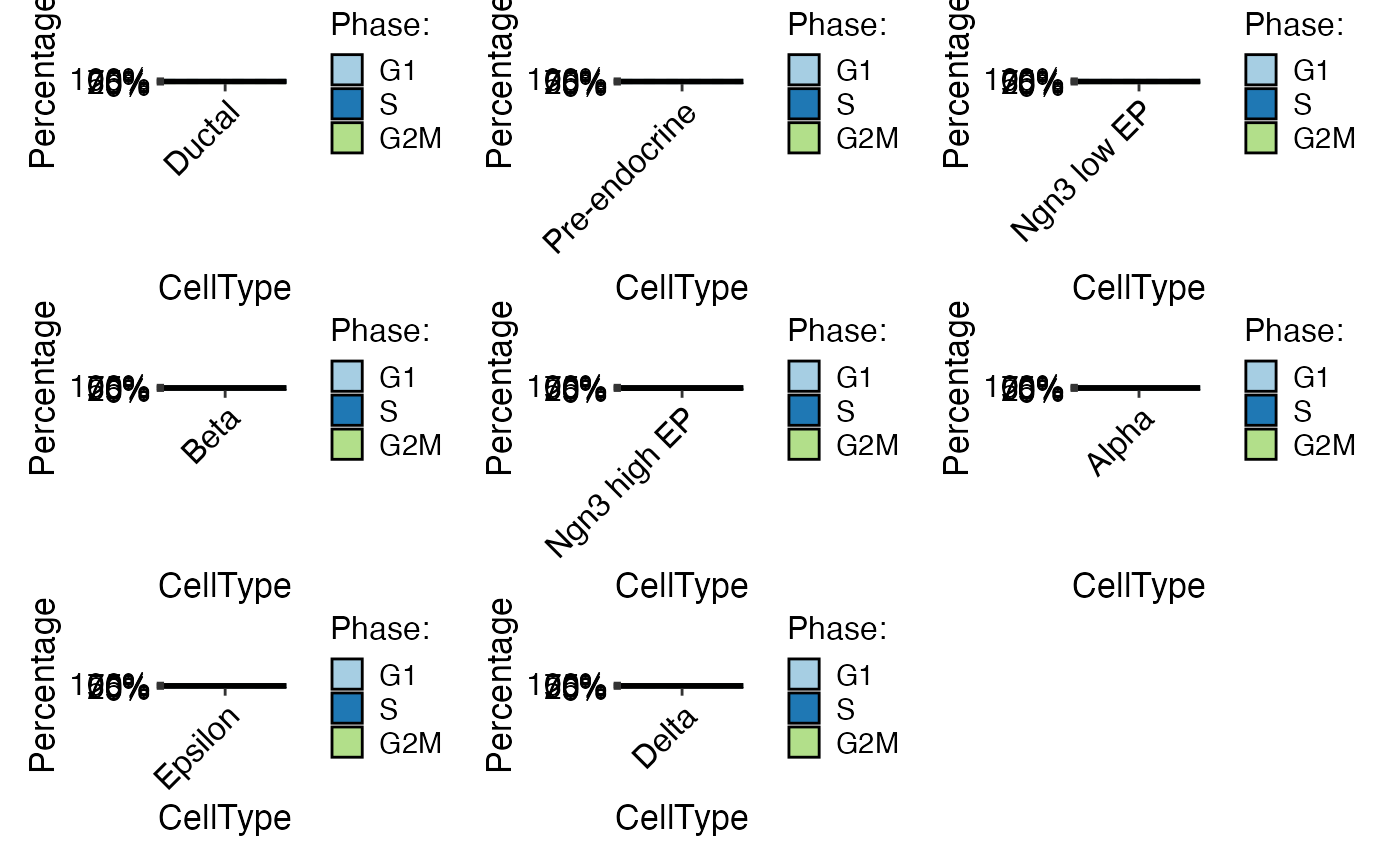 Percentage
Phase:
G1
S
G2M
Ductal
CellType
Percentage
Phase:
G1
S
G2M
Pre-endocrine
CellType
Percentage
Phase:
G1
S
G2M
Ngn3 low EP
CellType
Percentage
Phase:
G1
S
G2M
Beta
CellType
Percentage
Phase:
G1
S
G2M
Ngn3 high EP
CellType
Percentage
Phase:
G1
S
G2M
Alpha
CellType
Percentage
Phase:
G1
S
G2M
Epsilon
CellType
Percentage
Phase:
G1
S
G2M
Delta
CellType